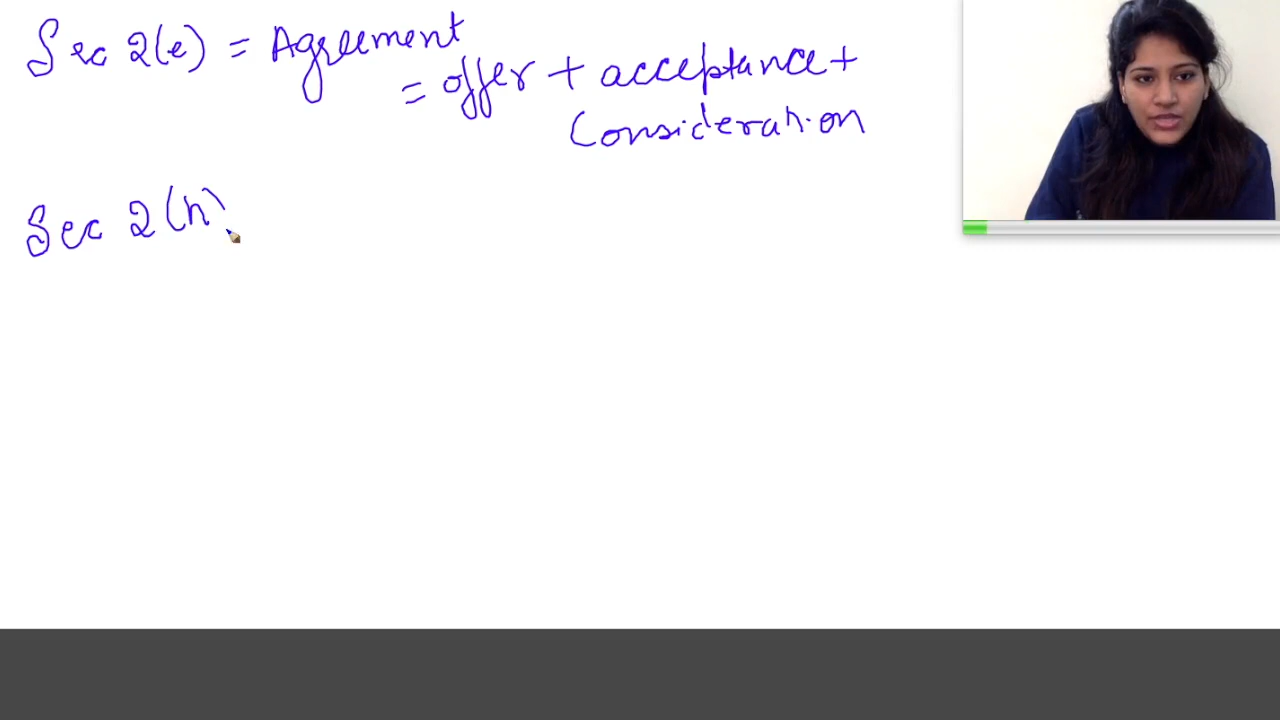 Sec 2(e) = Agreement
= offer + acceptance +
Consideration
Sec 2(h)